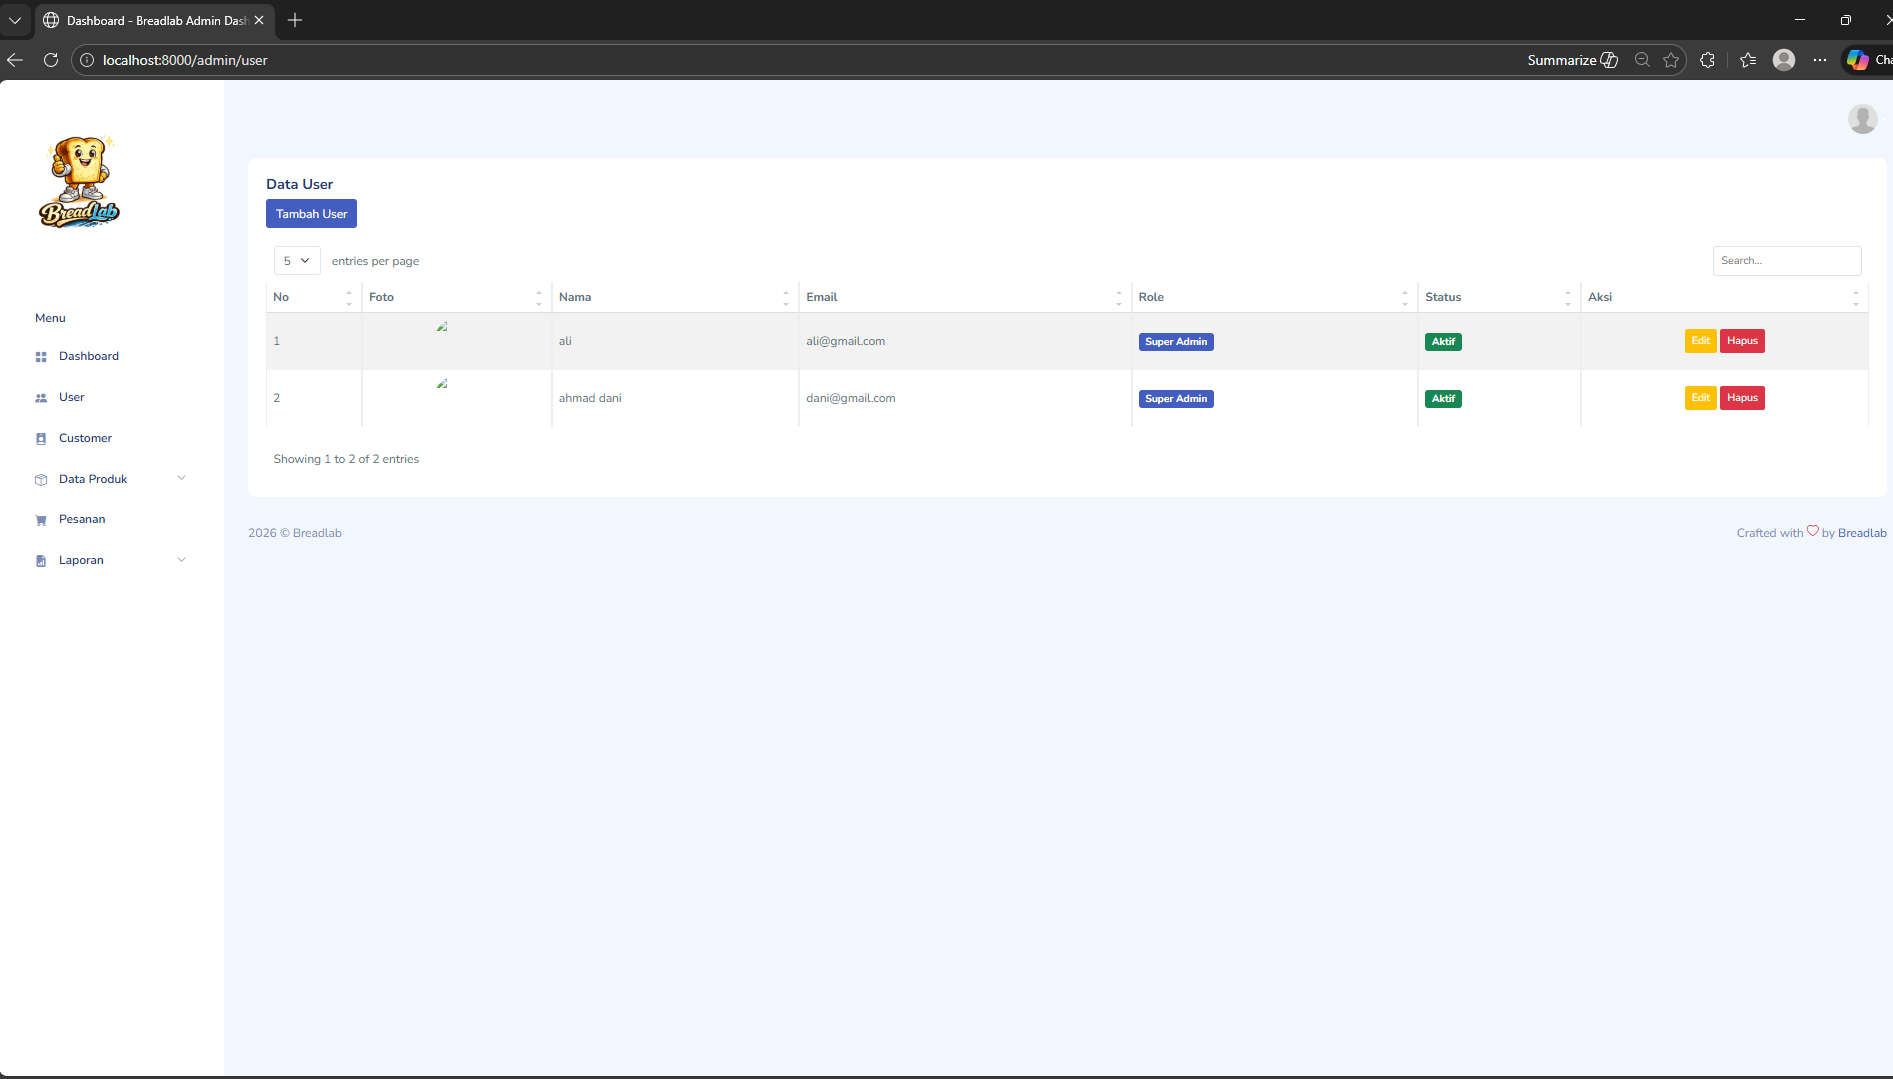 Dashboard - Breadlab Admin Das
localhost:8000/admin/user
Summarize
Cha
BreadLab
Data User
Tambah User
5 entries per page
Search...
No Foto Nama Email Role Status Aksi
1 ali ali@gmail.com Super Admin Aktif Edit Hapus
2 ahmad dani dani@gmail.com Super Admin Aktif Edit Hapus
Showing 1 to 2 of 2 entries
Menu
Dashboard
User
Customer
Data Produk
Pesanan
Laporan
2026 © Breadlab
Crafted with by Breadlab